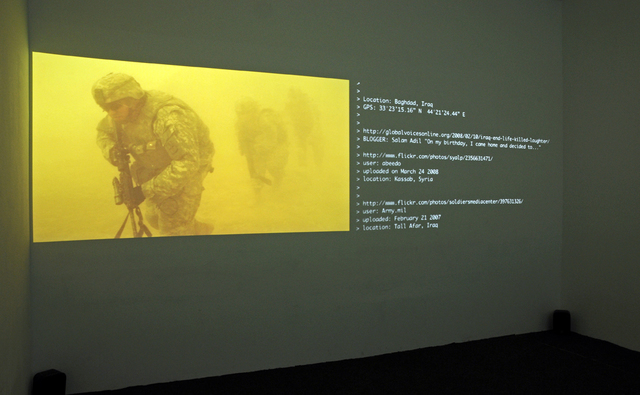 >
>
> Location: Baghdad, Iraq
> GPS: 33°23'15.16" N 44°21'24.44" E
>
>
> http://globalvoicesonline.org/2008/02/10/iraq-end-life-killed-laughter/
> BLOGGER: Salam Adil "On my birthday, I came home and decided to..."
>
> http://www.flickr.com/photos/syalp/2356631471/
> user: abeedo
> uploaded on March 24 2008
> location: Kassab, Syria
>
>
> http://www.flickr.com/photos/soldiersmediacenter/397631326/
> user: Army.mil
> uploaded: February 21 2007
> location: Tall Afar, Iraq